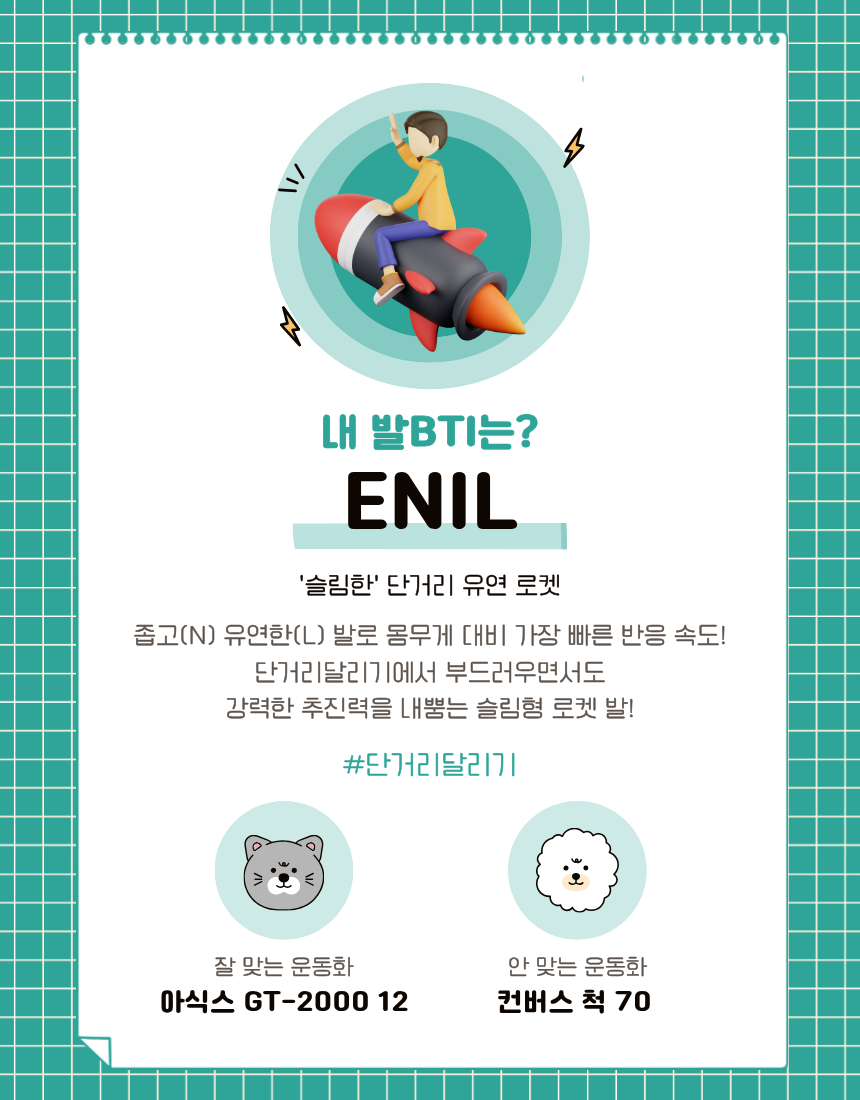 내 발BTI는?
ENIL
'슬림한' 단거리 유연 로켓
좁고(N) 유연한(L) 발로 몸무게 대비 가장 빠른 반응 속도!
단거리달리기에서 부드러우면서도
강력한 추진력을 내뿜는 슬림형 로켓 발!
#단거리달리기
잘 맞는 운동화
아식스 GT-2000 12
안 맞는 운동화
컨버스 척 70